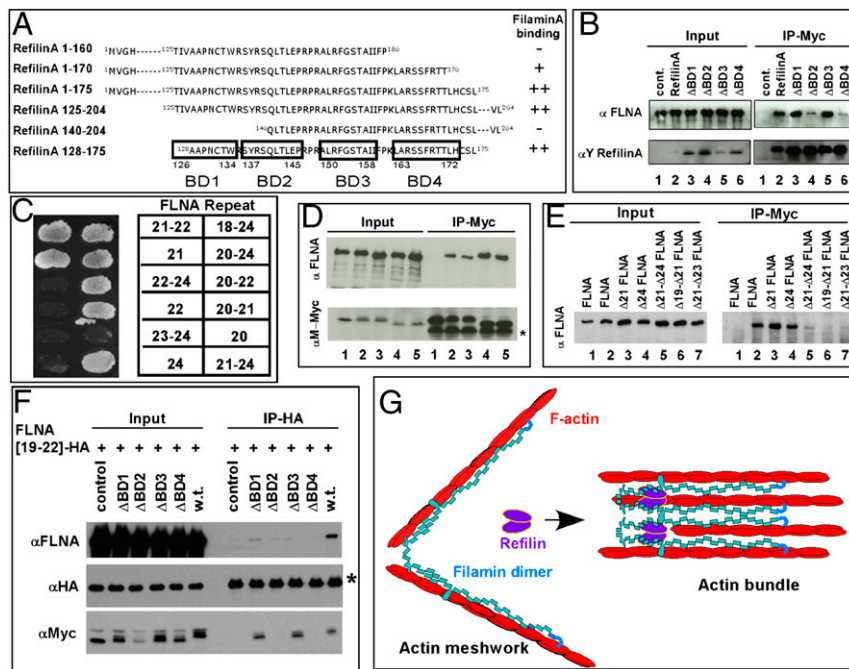 A
FilaminA
binding
RefilinA 1-160 ¹MVGH------¹²⁵TIVAAPNCTWRSYRSQLTLEPRPRALRFGSTAIIFP¹⁶⁰ -
RefilinA 1-170 ¹MVGH------¹²⁵TIVAAPNCTWRSYRSQLTLEPRPRALRFGSTAIIFPKLARSSFRTT¹⁷⁰ +
RefilinA 1-175 ¹MVGH------¹²⁵TIVAAPNCTWRSYRSQLTLEPRPRALRFGSTAIIFPKLARSSFRTTLHCSL¹⁷⁵ ++
RefilinA 125-204 ¹²⁵TIVAAPNCTWRSYRSQLTLEPRPRALRFGSTAIIFPKLARSSFRTTLHCSL---VL²⁰⁴ ++
RefilinA 140-204 ¹⁴⁰QLTLEPRPRALRFGSTAIIFPKLARSSFRTTLHCSL---VL²⁰⁴ -
RefilinA 128-175 ¹²⁸AAPNCTWRSYRSQLTLEPRPRALRFGSTAIIFPKLARSSFRTTLHCSL¹⁷⁵ ++
126 134 137 145 150 158 163 172
BD1 BD2 BD3 BD4
B
Input IP-Myc
cont. RefilinA ΔBD1 ΔBD2 ΔBD3 ΔBD4 cont. RefilinA ΔBD1 ΔBD2 ΔBD3 ΔBD4
α FLNA
αY RefilinA
1 2 3 4 5 6 1 2 3 4 5 6
C
FLNA Repeat
21-22 18-24
21 20-24
22-24 20-22
22 20-21
23-24 20
24 21-24
D
Input IP-Myc
α FLNA
αM-Myc
*
1 2 3 4 5 1 2 3 4 5
E
Input IP-Myc
FLNA FLNA Δ21 FLNA Δ24 FLNA Δ21-Δ24 FLNA Δ19-Δ21 FLNA Δ21-Δ23 FLNA FLNA FLNA Δ21 FLNA Δ24 FLNA Δ21-Δ24 FLNA Δ19-Δ21 FLNA Δ21-Δ23 FLNA
α FLNA
1 2 3 4 5 6 7 1 2 3 4 5 6 7
F
Input IP-HA
FLNA
[19-22]-HA + + + + + + + + + + + +
control ΔBD1 ΔBD2 ΔBD3 ΔBD4 w.t. control ΔBD1 ΔBD2 ΔBD3 ΔBD4 w.t.
αFLNA
αHA *
αMyc
G
F-actin
Refilin
Filamin dimer
Actin bundle
Actin meshwork